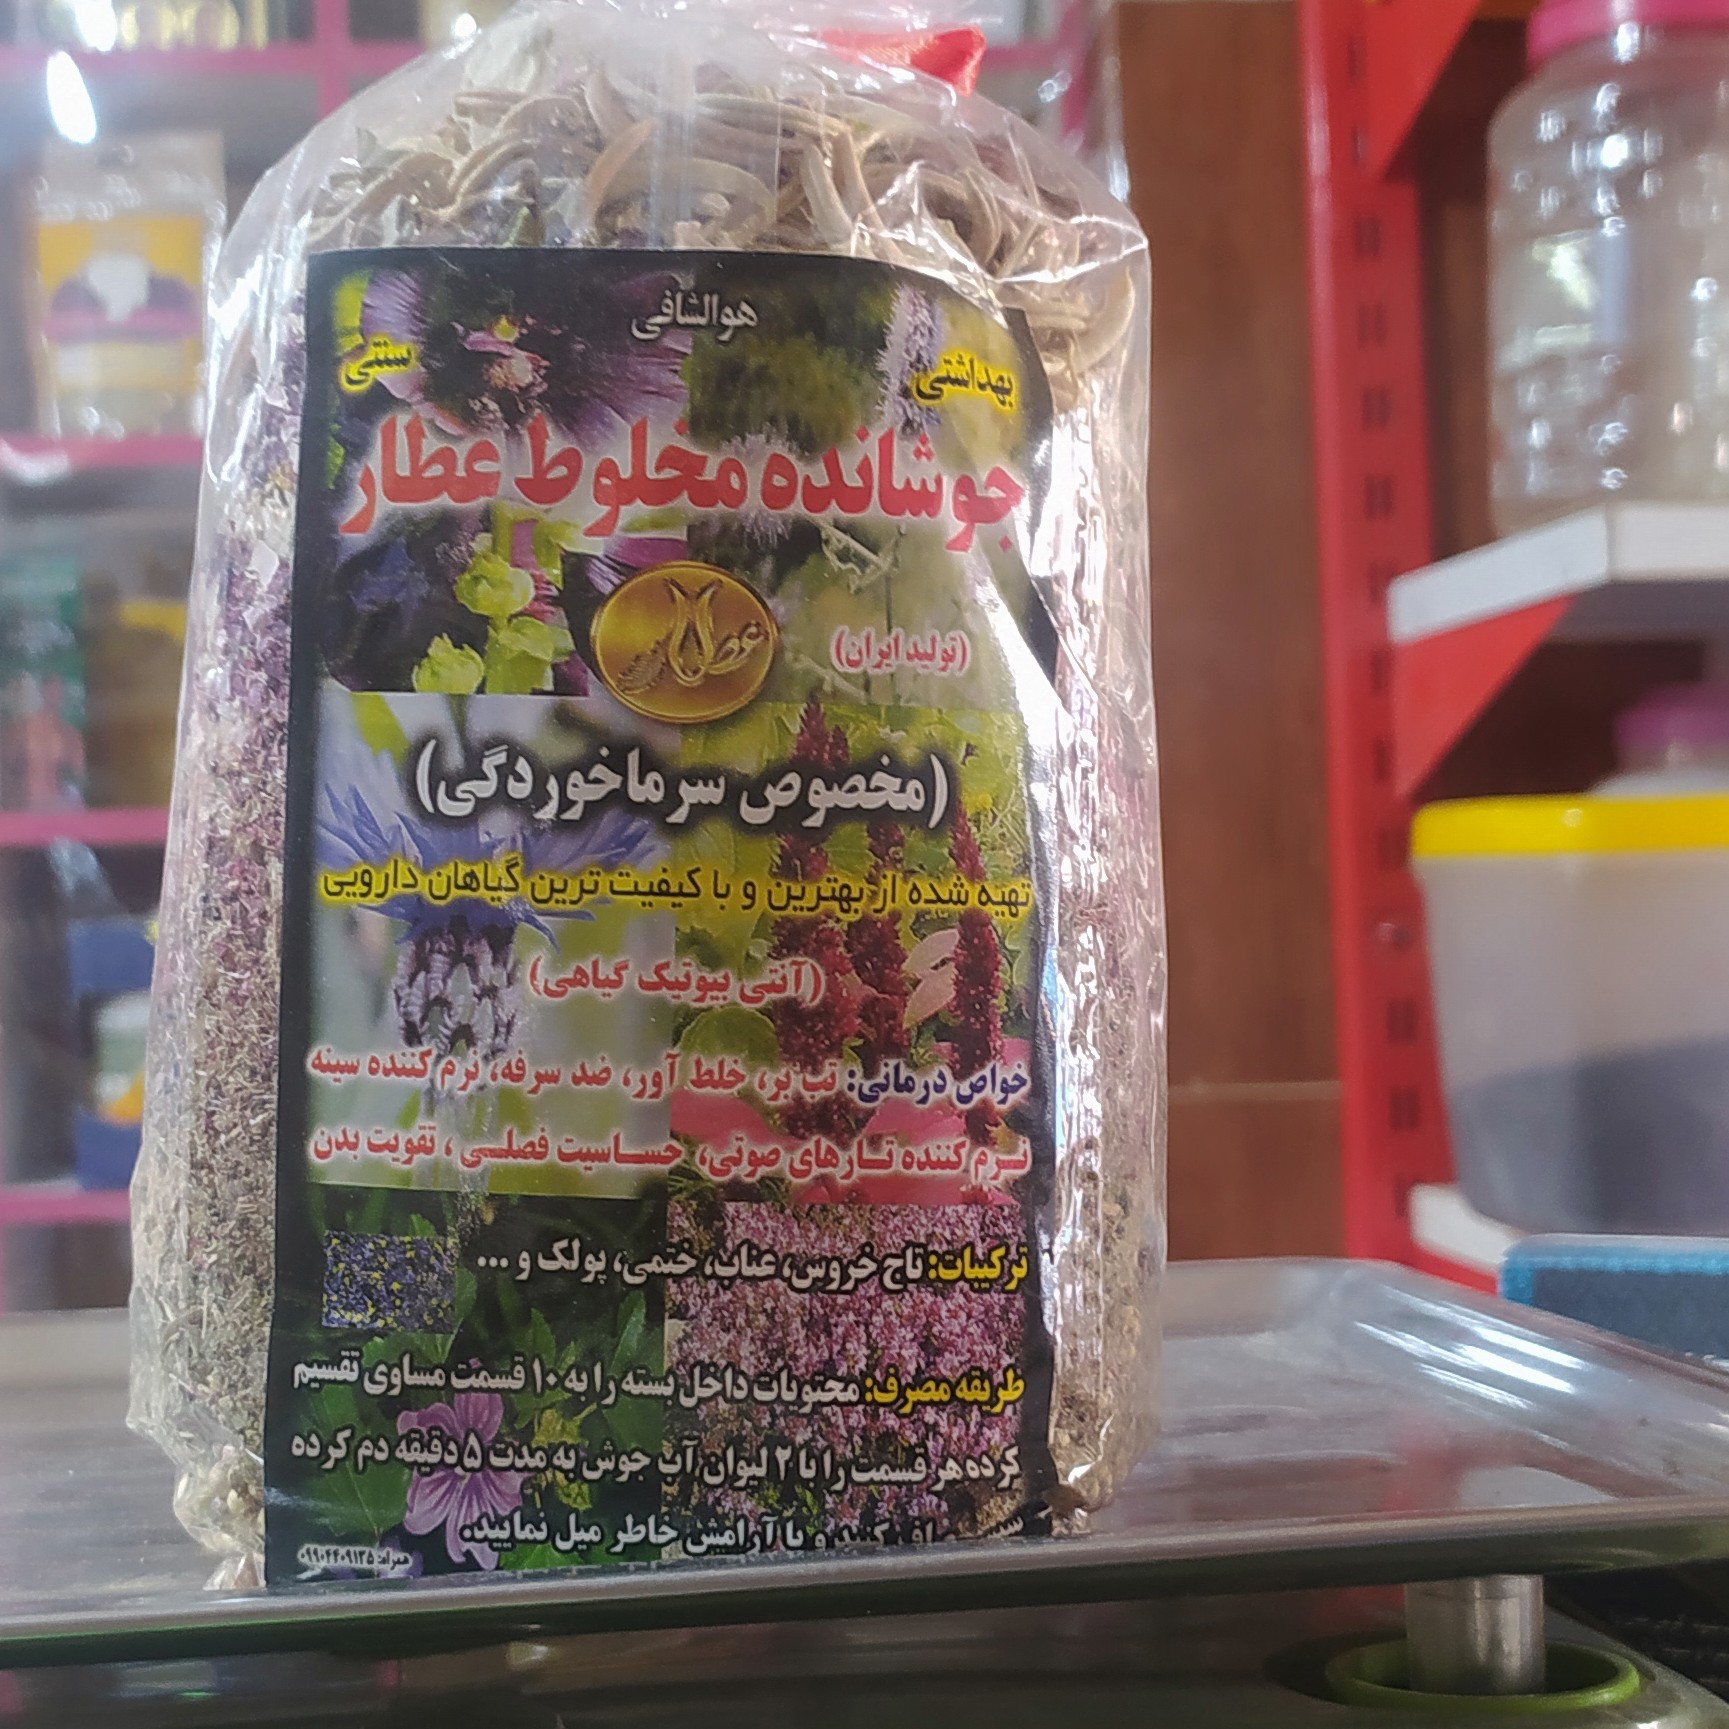 هوالشافی
بهداشتی
سنتی
جوشانده مخلوط عطار
عطار
(تولید ایران)
(مخصوص سرماخوردگی)
تهیه شده از بهترین و با کیفیت ترین گیاهان دارویی
(آنتی بیوتیک گیاهی)
خواص درمانی: تب بر، خلط آور، ضد سرفه، نرم کننده سینه
نرم کننده تارهای صوتی، حساسیت فصلی، تقویت بدن
ترکیبات: تاج خروس، عناب، ختمی، پولک و ...
طریقه مصرف: محتویات داخل بسته را به ۱۰ قسمت مساوی تقسیم
کرده هر قسمت را با ۲ لیوان آب جوش به مدت ۵ دقیقه دم کرده
صاف کنید و با آرامش خاطر میل نمایید.
همراه: ۰۹۹۰۴۴۰۹۱۳۵